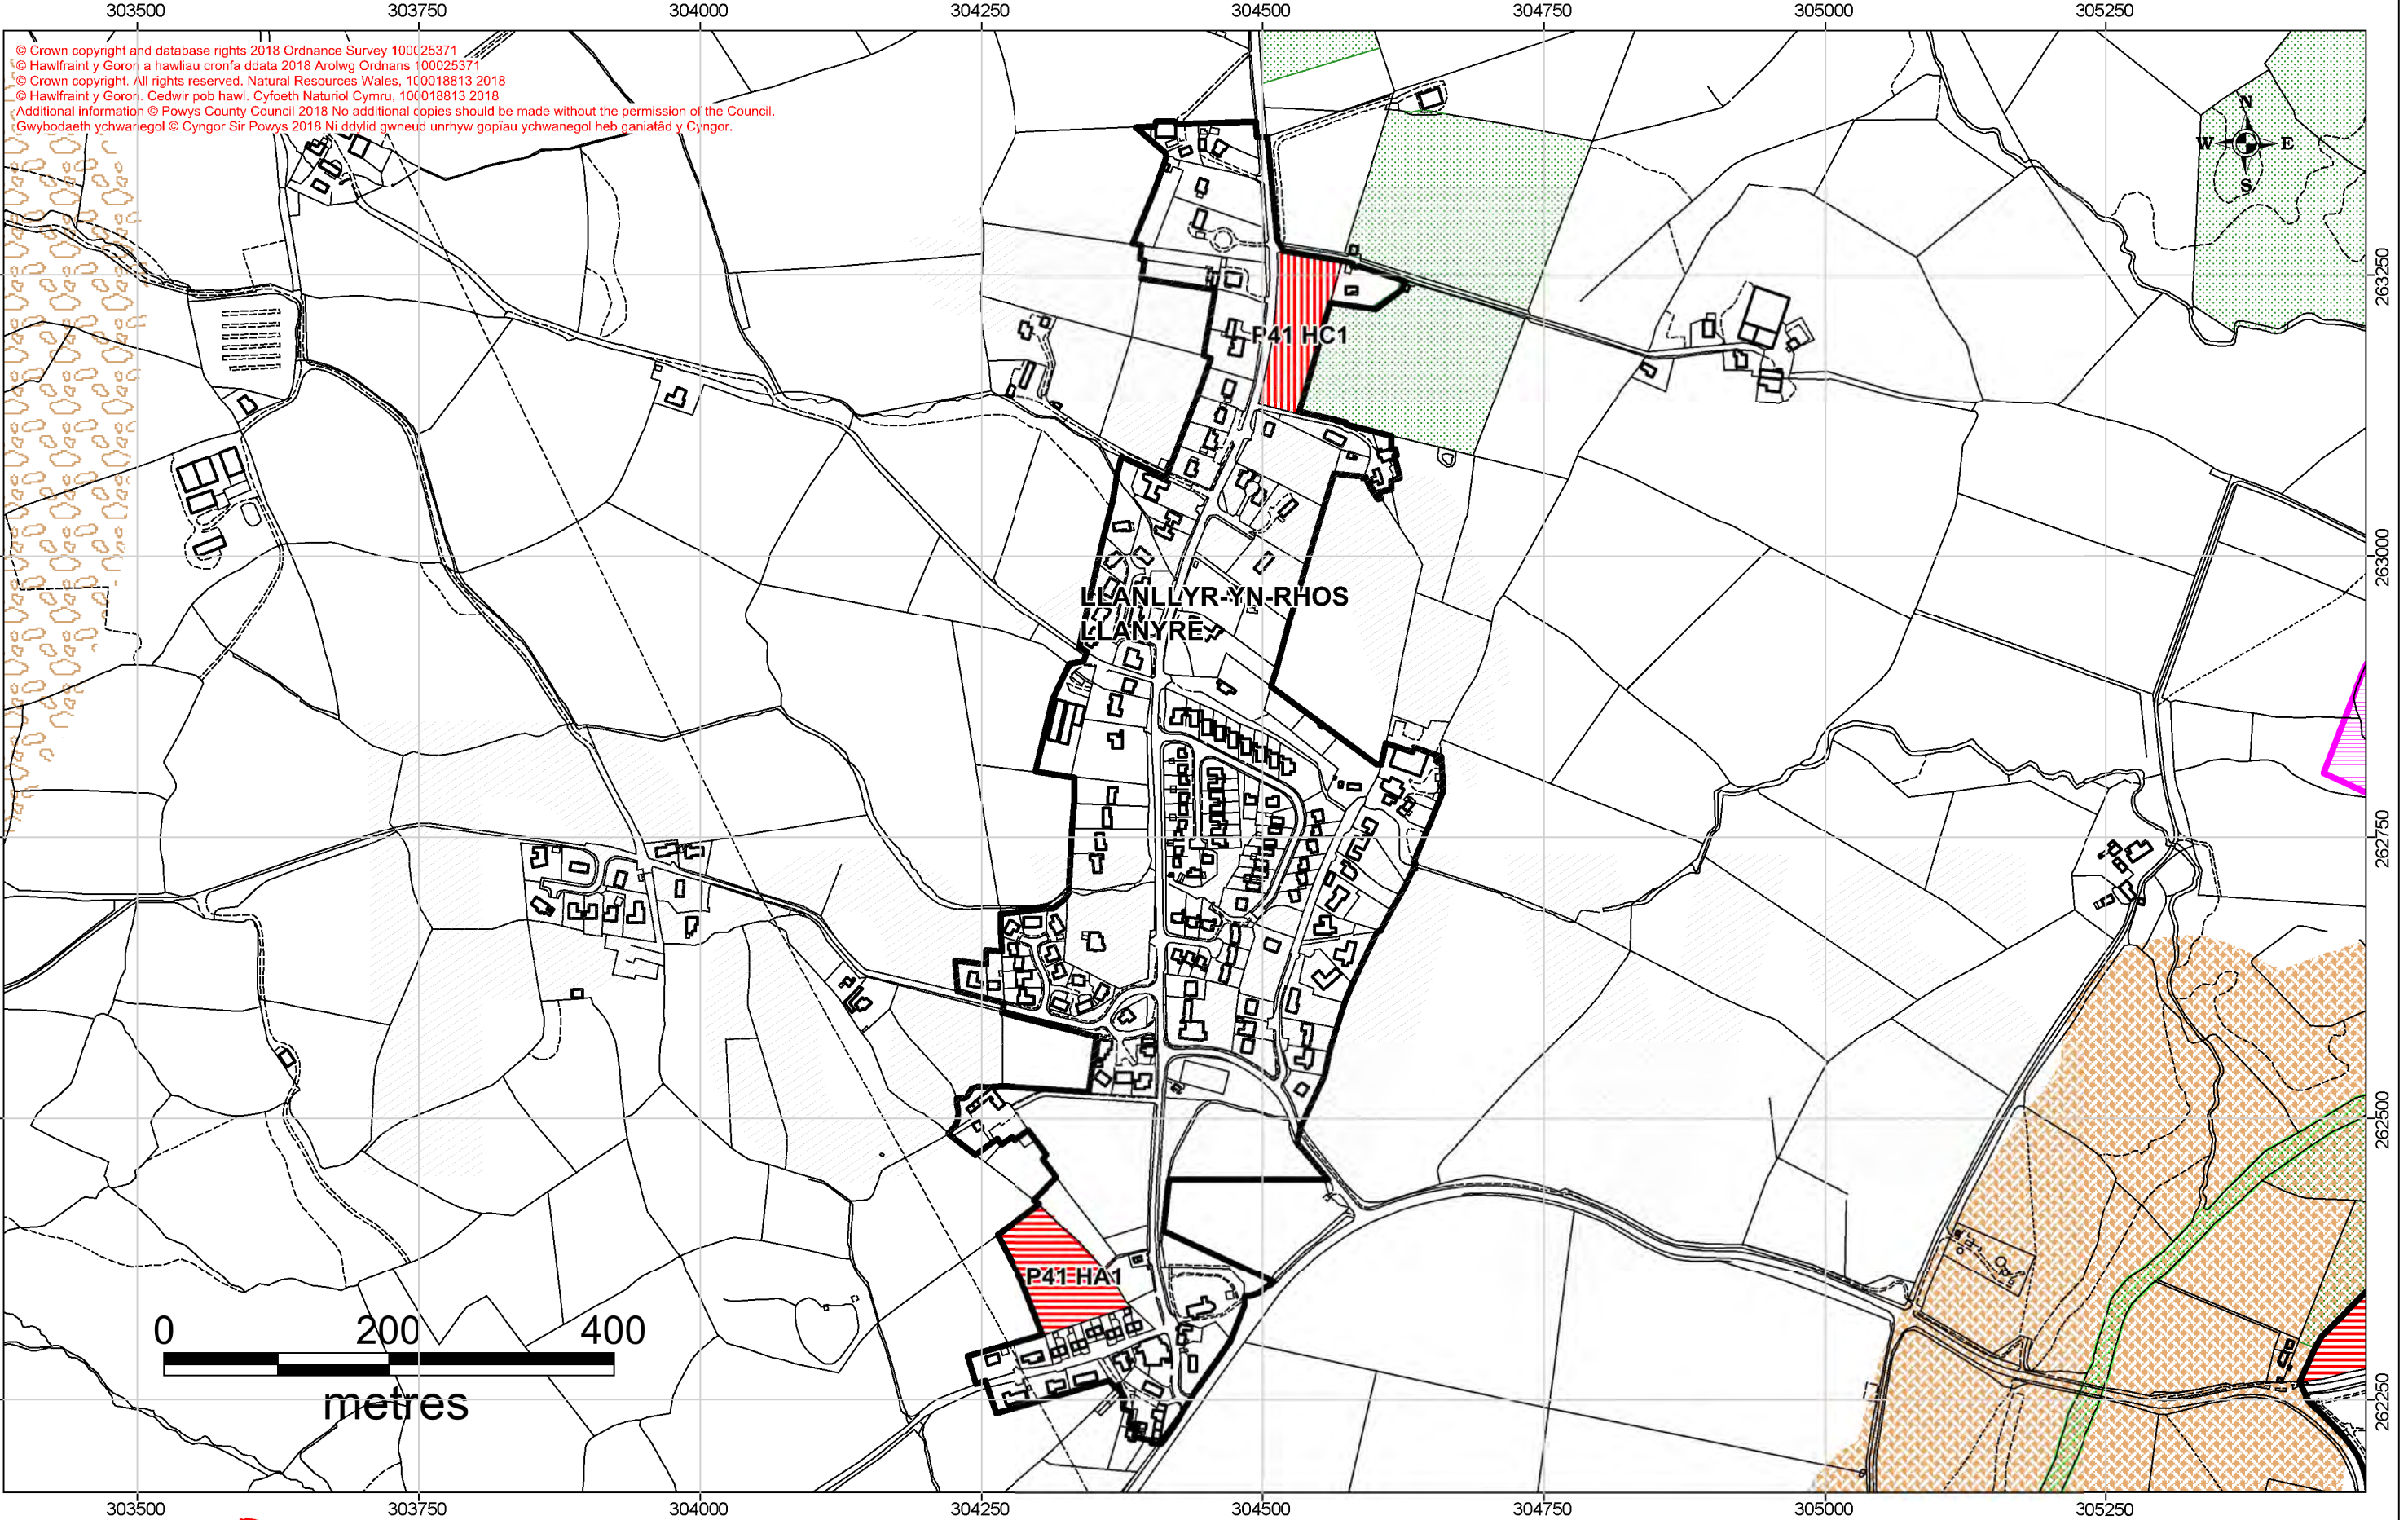 303500 303750 304000 304250 304500 304750 305000 305250
© Crown copyright and database rights 2018 Ordnance Survey 100025371
© Hawlfraint y Goron a hawliau cronfa ddata 2018 Arolwg Ordnans 100025371
© Crown copyright. All rights reserved. Natural Resources Wales, 100018813 2018
© Hawlfraint y Goron. Cedwir pob hawl. Cyfoeth Naturiol Cymru, 100018813 2018
Additional information © Powys County Council 2018 No additional copies should be made without the permission of the Council.
Gwybodaeth ychwanegol © Cyngor Sir Powys 2018 Ni ddylid gwneud unrhyw gopïau ychwanegol heb ganiatâd y Cyngor.
N
W E
S
263250
P41 HC1
263000
LLANLLYR-YN-RHOS
LLANYRE
262750
262500
P41 HA1
0 200 400
metres
262250
303500 303750 304000 304250 304500 304750 305000 305250